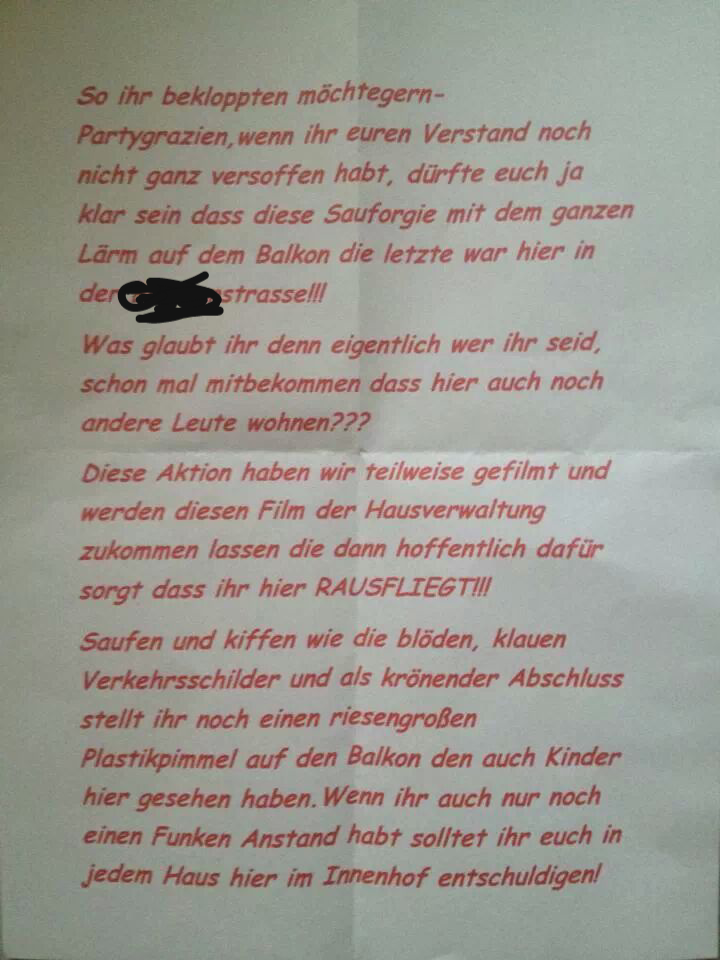 So ihr bekloppten möchtegern-
Partygrazien,wenn ihr euren Verstand noch
nicht ganz versoffen habt, dürfte euch ja
klar sein dass diese Sauforgie mit dem ganzen
Lärm auf dem Balkon die letzte war hier in
der strasse!!!
Was glaubt ihr denn eigentlich wer ihr seid,
schon mal mitbekommen dass hier auch noch
andere Leute wohnen???
Diese Aktion haben wir teilweise gefilmt und
werden diesen Film der Hausverwaltung
zukommen lassen die dann hoffentlich dafür
sorgt dass ihr hier RAUSFLIEGT!!!
Saufen und kiffen wie die blöden, klauen
Verkehrsschilder und als krönender Abschluss
stellt ihr noch einen riesengroßen
Plastikpimmel auf den Balkon den auch Kinder
hier gesehen haben.Wenn ihr auch nur noch
einen Funken Anstand habt solltet ihr euch in
jedem Haus hier im Innenhof entschuldigen!